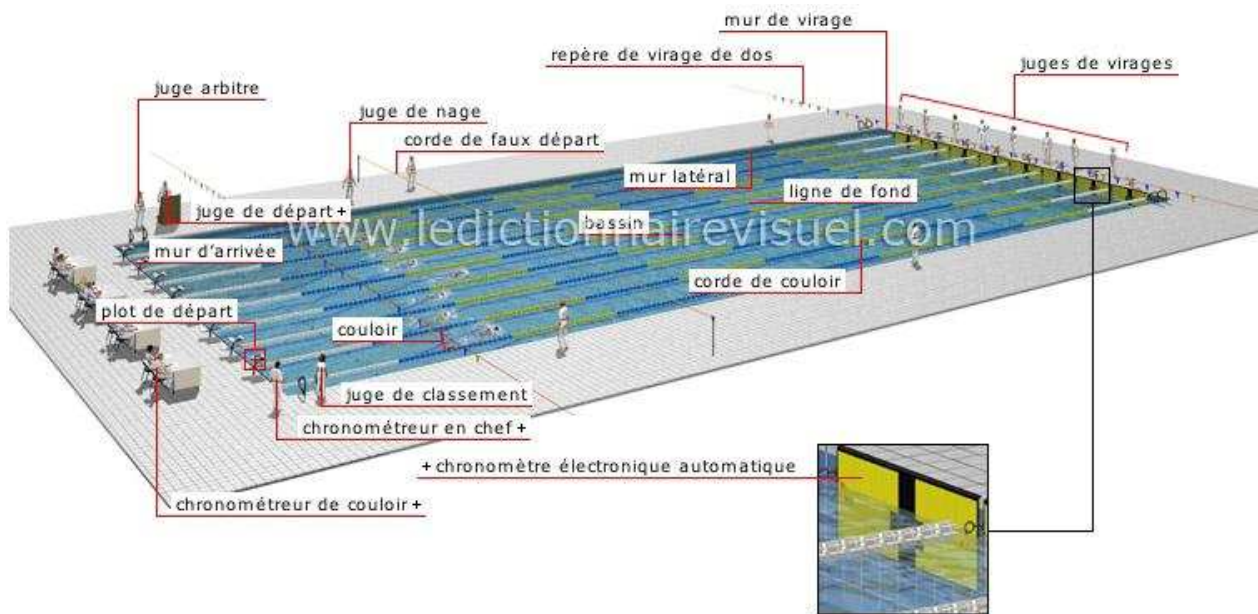 mur de virage
repère de virage de dos
juges de virages
juge arbitre
juge de nage
corde de faux départ
mur latéral
ligne de fond
juge de départ +
www.ledictionnairevisuel.com
bassin
mur d'arrivée
corde de couloir
plot de départ
couloir
juge de classement
chronométreur en chef +
+ chronomètre électronique automatique
chronométreur de couloir +